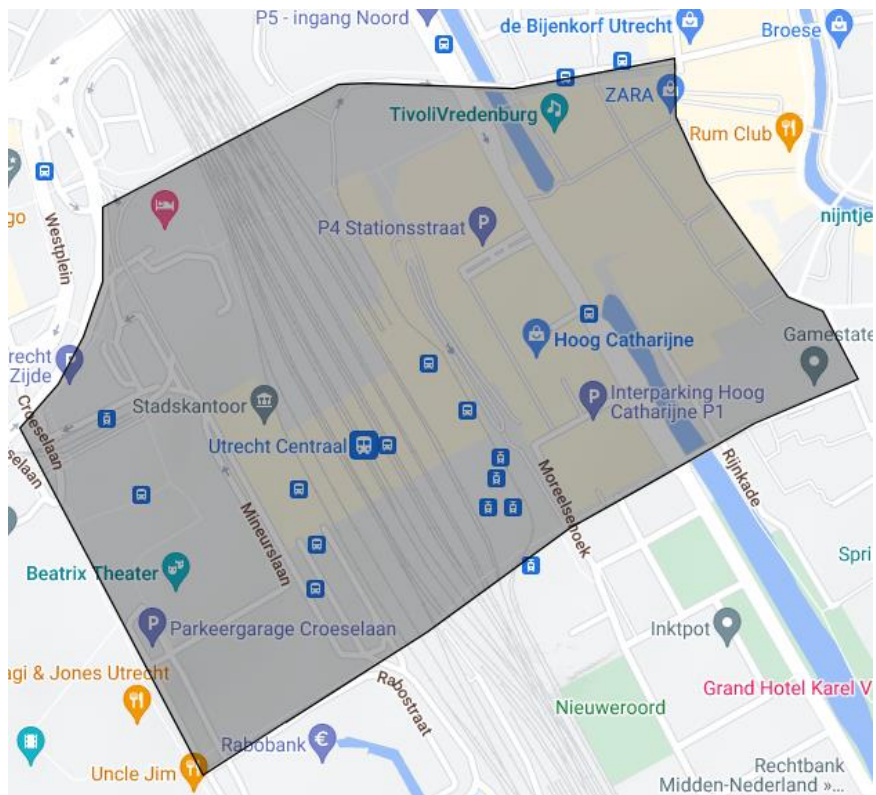 P5 - ingang Noord
de Bijenkorf Utrecht
Broese
TivoliVredenburg
ZARA
Rum Club
go
Westplein
P4 Stationsstraat
nijntje
recht
Zijde
Hoog Catharijne
Gamestate
Stadskantoor
Croeselaan
Interparking Hoog
Catharijne P1
Utrecht Centraal
selaan
Moreelsehoek
Rijnkade
Mineurslaan
Beatrix Theater
Spri
Parkeergarage Croeselaan
Inktpot
agi & Jones Utrecht
Rabostraat
Grand Hotel Karel V
Nieuweroord
Rabobank
Uncle Jim
Rechtbank
Midden-Nederland »...